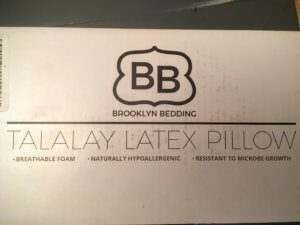 BB
BROOKLYN BEDDING
TALALAY LATEX PILLOW
• BREATHABLE FOAM • NATURALLY HYPOALLERGENIC • RESISTANT TO MICROBE GROWTH